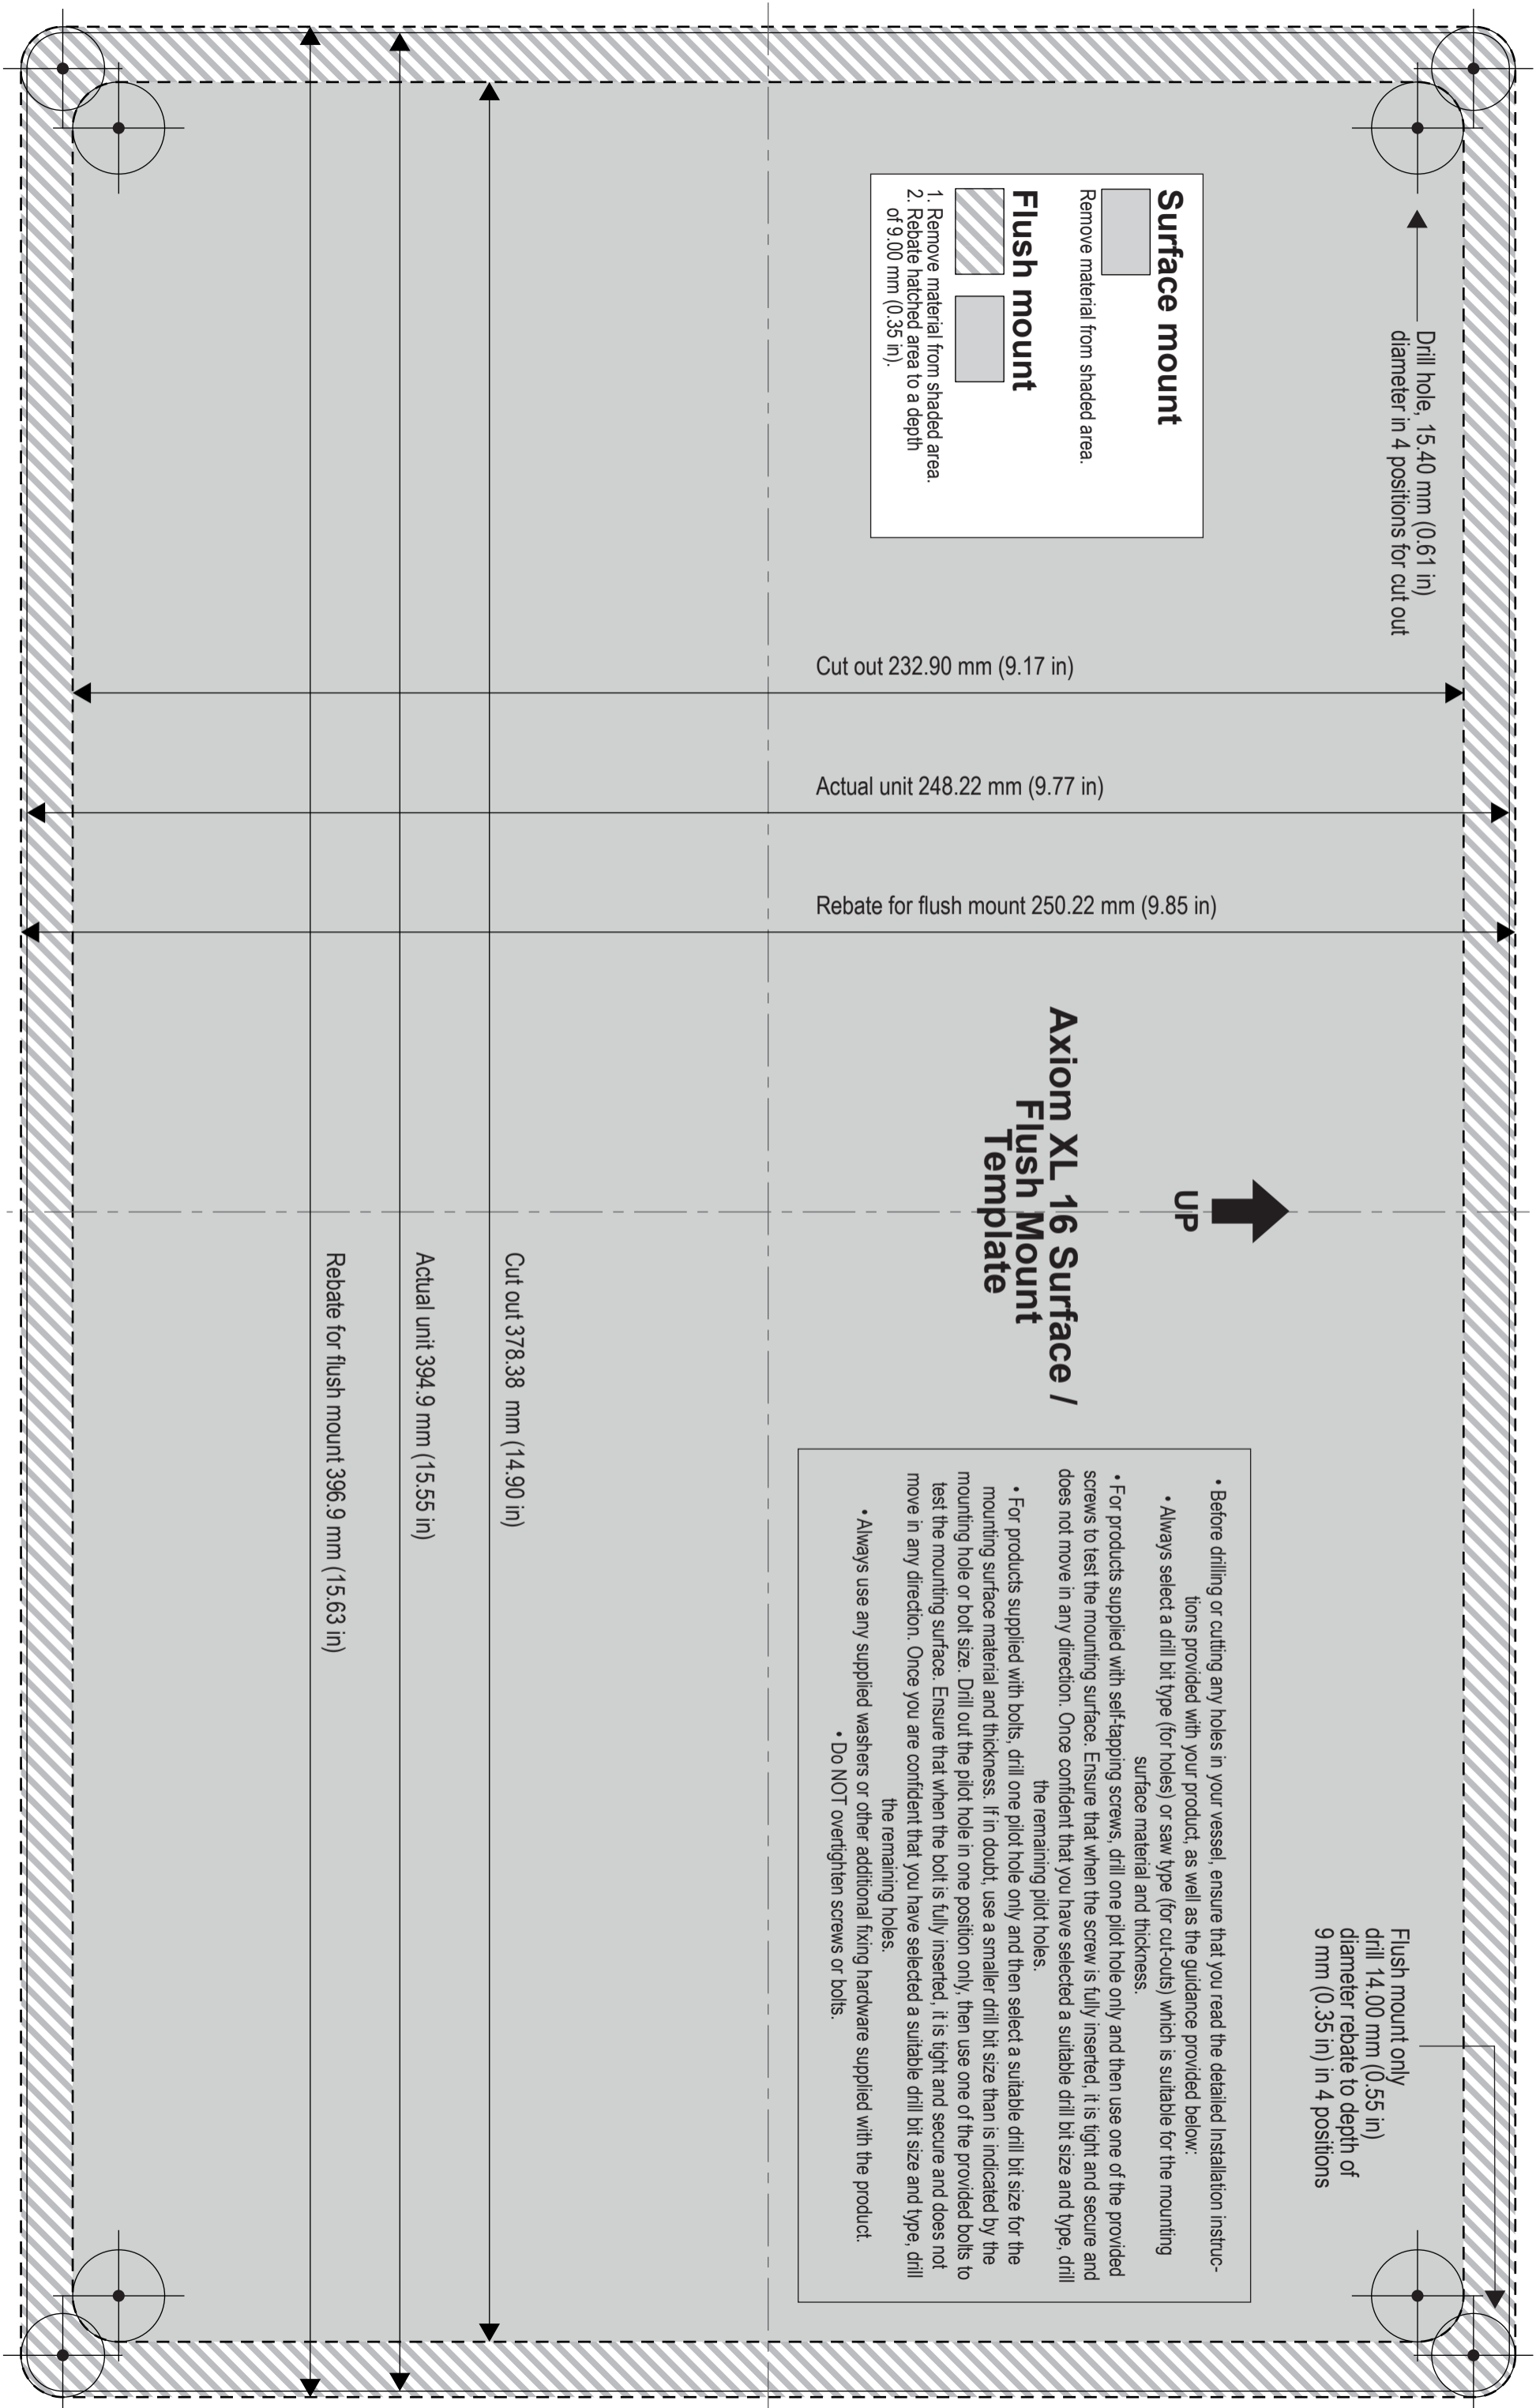 Drill hole, 15.40 mm (0.61 in)
diameter in 4 positions for cut out
Surface mount
Remove material from shaded area.
Flush mount
1. Remove material from shaded area.
2. Rebate hatched area to a depth
of 9.00 mm (0.35 in).
Cut out 232.90 mm (9.17 in)
Actual unit 248.22 mm (9.77 in)
Rebate for flush mount 250.22 mm (9.85 in)
UP
Axiom XL 16 Surface /
Flush Mount
Template
Flush mount only
drill 14.00 mm (0.55 in)
diameter rebate to depth of
9 mm (0.35 in) in 4 positions
• Before drilling or cutting any holes in your vessel, ensure that you read the detailed Installation instruc-
tions provided with your product, as well as the guidance provided below:
• Always select a drill bit type (for holes) or saw type (for cut-outs) which is suitable for the mounting
surface material and thickness.
• For products supplied with self-tapping screws, drill one pilot hole only and then use one of the provided
screws to test the mounting surface. Ensure that when the screw is fully inserted, it is tight and secure and
does not move in any direction. Once confident that you have selected a suitable drill bit size and type, drill
the remaining pilot holes.
• For products supplied with bolts, drill one pilot hole only and then select a suitable drill bit size for the
mounting surface material and thickness. If in doubt, use a smaller drill bit size than is indicated by the
mounting hole or bolt size. Drill out the pilot hole in one position only, then use one of the provided bolts to
test the mounting surface. Ensure that when the bolt is fully inserted, it is tight and secure and does not
move in any direction. Once you are confident that you have selected a suitable drill bit size and type, drill
the remaining holes.
• Always use any supplied washers or other additional fixing hardware supplied with the product.
• Do NOT overtighten screws or bolts.
Cut out 378.38 mm (14.90 in)
Actual unit 394.9 mm (15.55 in)
Rebate for flush mount 396.9 mm (15.63 in)